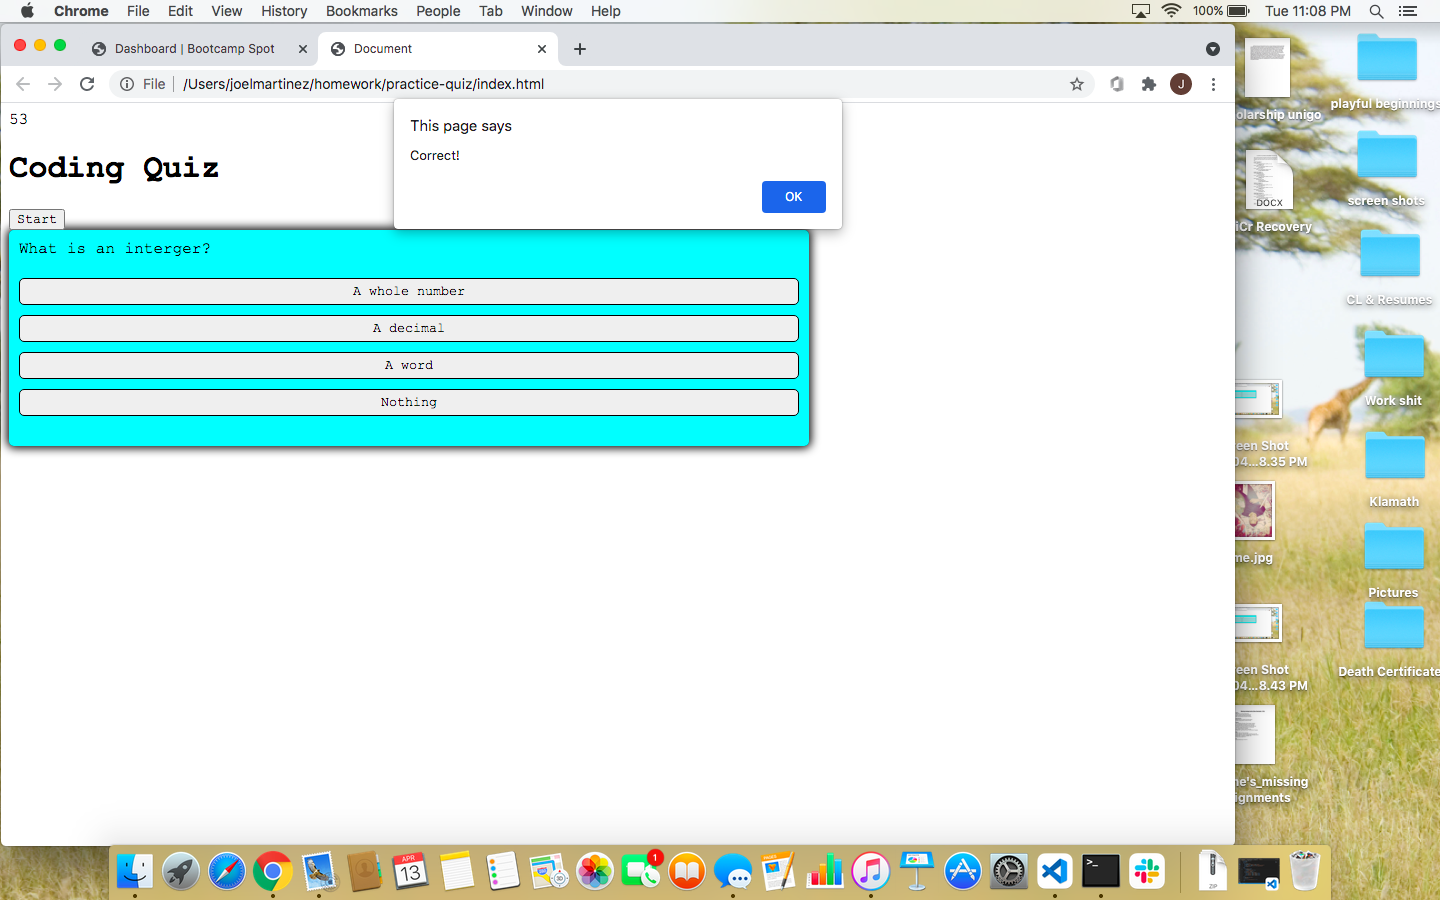 Chrome File Edit View History Bookmarks People Tab Window Help 100% Tue 11:08 PM
Dashboard | Bootcamp Spot
Document
File /Users/joelmartinez/homework/practice-quiz/index.html J
53
This page says
Correct!
OK
Coding Quiz
Start
What is an interger?
A whole number
A decimal
A word
Nothing
olarship unigo
playful beginnings
DOCX
iCr Recovery
screen shots
CL & Resumes
Work shit
een Shot
04...8.35 PM
Klamath
me.jpg
Pictures
een Shot
04...8.43 PM
Death Certificate
ne's_missing
ignments
APR
13
1
ZIP